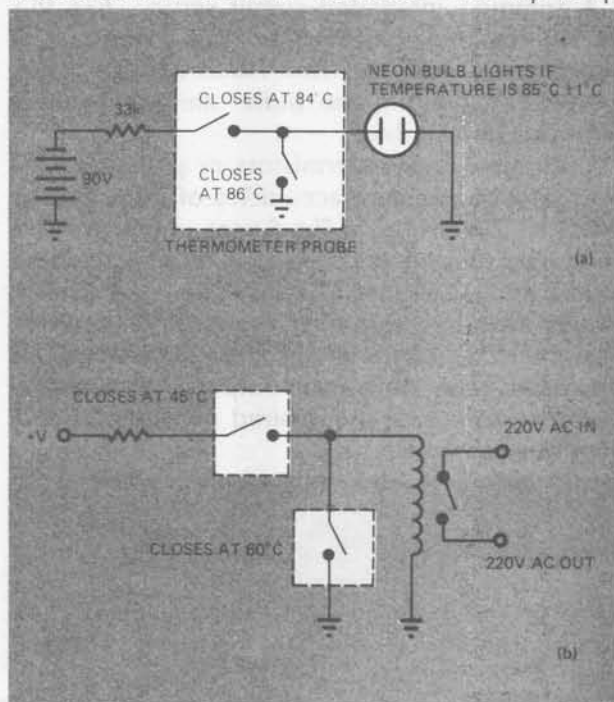 NEON BULB LIGHTS IF
TEMPERATURE IS 85°C ±1°C
33k
CLOSES AT 84°C
90V
CLOSES
AT 86°C
THERMOMETER PROBE
(a)
CLOSES AT 45°C
+V
220V AC IN
CLOSES AT 60°C
220V AC OUT
(b)